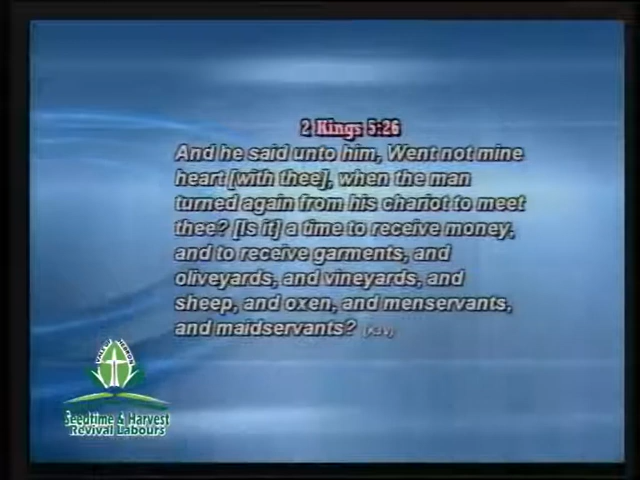 2 Kings 5:26
And he said unto him, Went not mine
heart [with thee], when the man
turned again from his chariot to meet
thee? [Is it] a time to receive money,
and to receive garments, and
oliveyards, and vineyards, and
sheep, and oxen, and menservants,
and maidservants? (KJV)
Seedtime & Harvest
Revival Labours